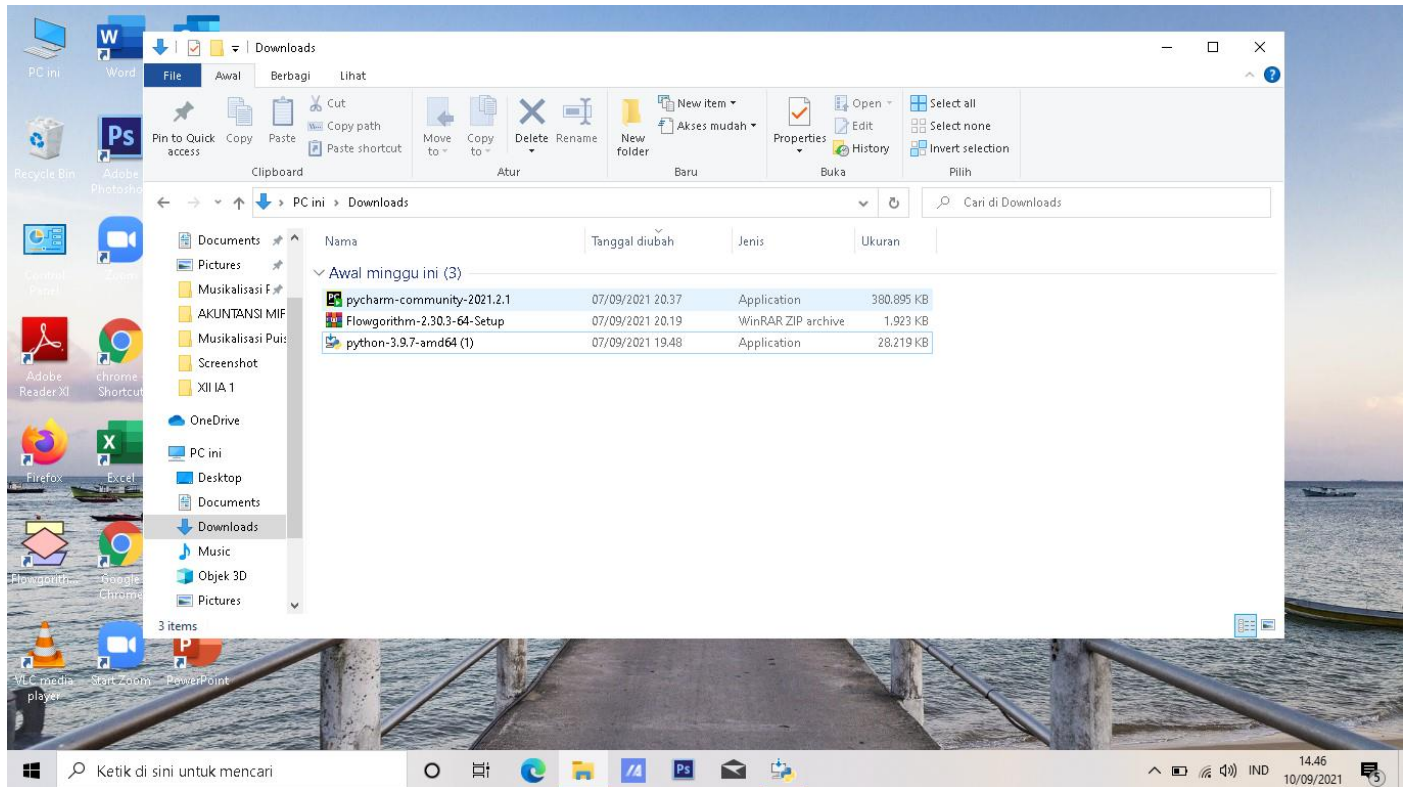 Downloads
File Awal Berbagi Lihat
Pin to Quick access
Copy
Paste
Cut
Copy path
Paste shortcut
Clipboard
Move to
Copy to
Delete
Rename
Atur
New folder
New item
Akses mudah
Baru
Properties
Open
Edit
History
Buka
Select all
Select none
Invert selection
Pilih
PC ini > Downloads
Cari di Downloads
Documents
Pictures
Musikalisasi F
AKUNTANSI MIF
Musikalisasi Puis
Screenshot
XII IA 1
OneDrive
PC ini
Desktop
Documents
Downloads
Music
Objek 3D
Pictures
Nama Tanggal diubah Jenis Ukuran
Awal minggu ini (3)
pycharm-community-2021.2.1 07/09/2021 20.37 Application 380.895 KB
Flowgorithm-2.30.3-64-Setup 07/09/2021 20.19 WinRAR ZIP archive 1.923 KB
python-3.9.7-amd64 (1) 07/09/2021 19.48 Application 28.219 KB
3 items
PC ini
Word
Recycle Bin
Adobe Photosho
Control Panel
Zoom
Adobe Reader XI
chrome - Shortcut
Firefox
Excel
Flowgorith...
Google Chrome
VLC media player
Start Zoom
PowerPoint
Ketik di sini untuk mencari
IND
14.46
10/09/2021
5